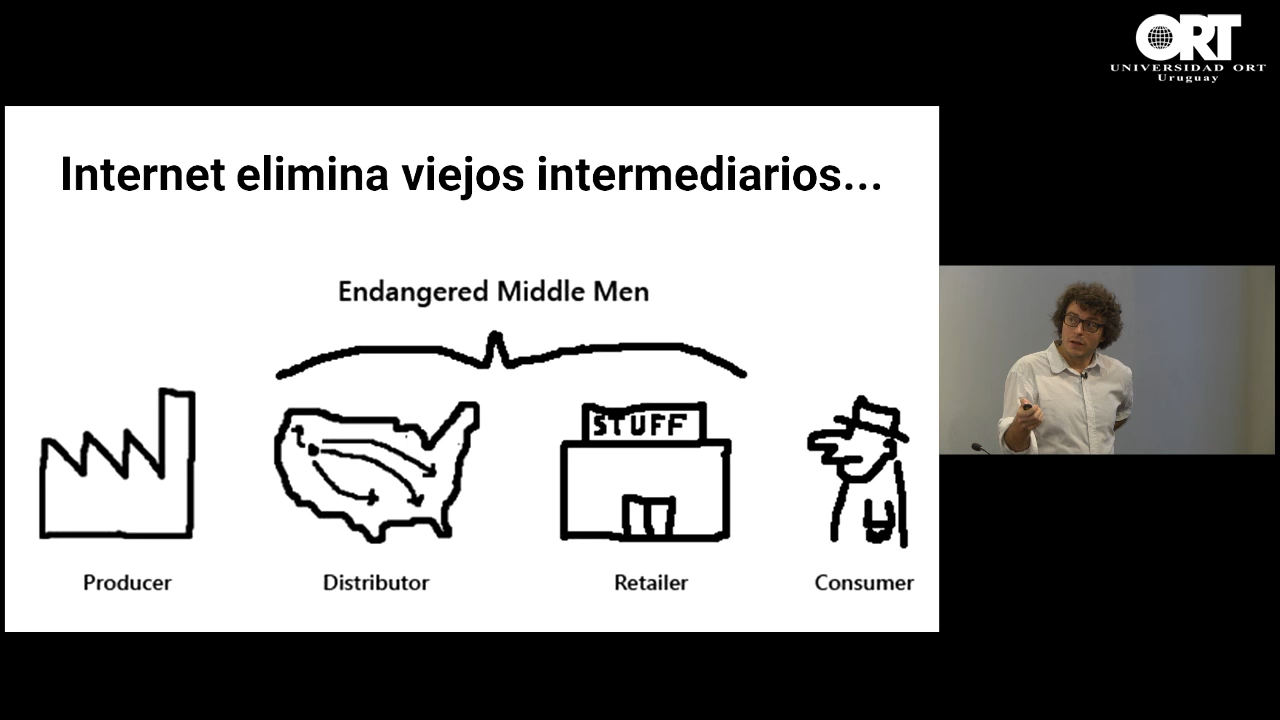 ORT
UNIVERSIDAD ORT
Uruguay
Internet elimina viejos intermediarios...
Endangered Middle Men
STUFF
Producer
Distributor
Retailer
Consumer